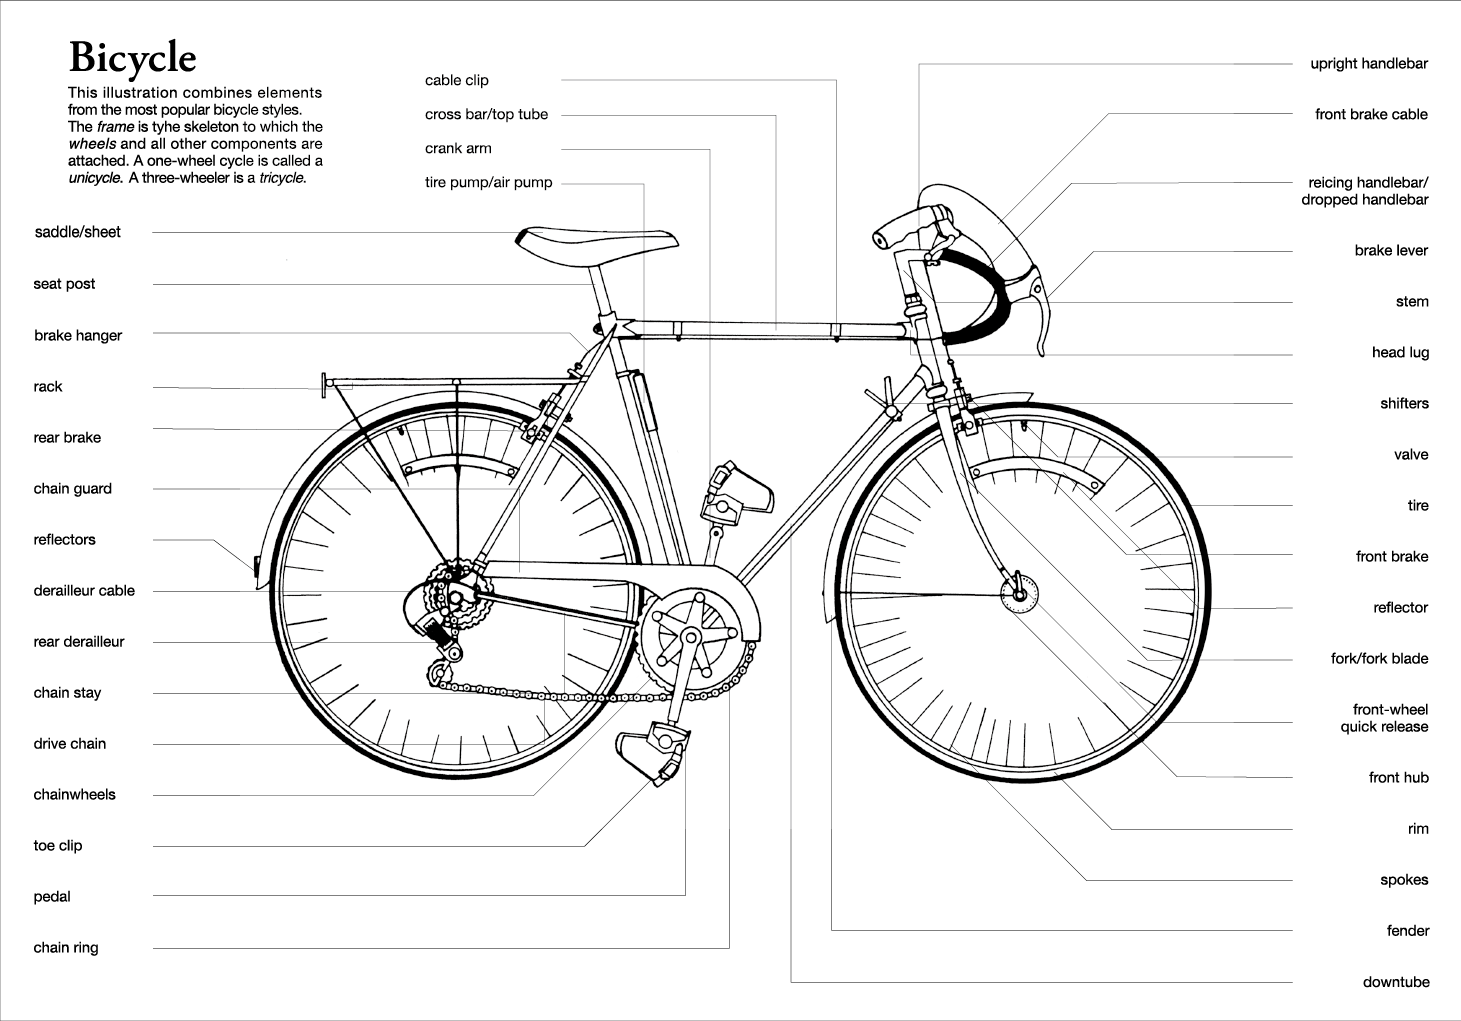 Bicycle
This illustration combines elements
from the most popular bicycle styles.
The frame is tyhe skeleton to which the
wheels and all other components are
attached. A one-wheel cycle is called a
unicycle. A three-wheeler is a tricycle.
cable clip
cross bar/top tube
crank arm
tire pump/air pump
saddle/sheet
seat post
brake hanger
rack
rear brake
chain guard
reflectors
derailleur cable
rear derailleur
chain stay
drive chain
chainwheels
toe clip
pedal
chain ring
upright handlebar
front brake cable
reicing handlebar/
dropped handlebar
brake lever
stem
head lug
shifters
valve
tire
front brake
reflector
fork/fork blade
front-wheel
quick release
front hub
rim
spokes
fender
downtube